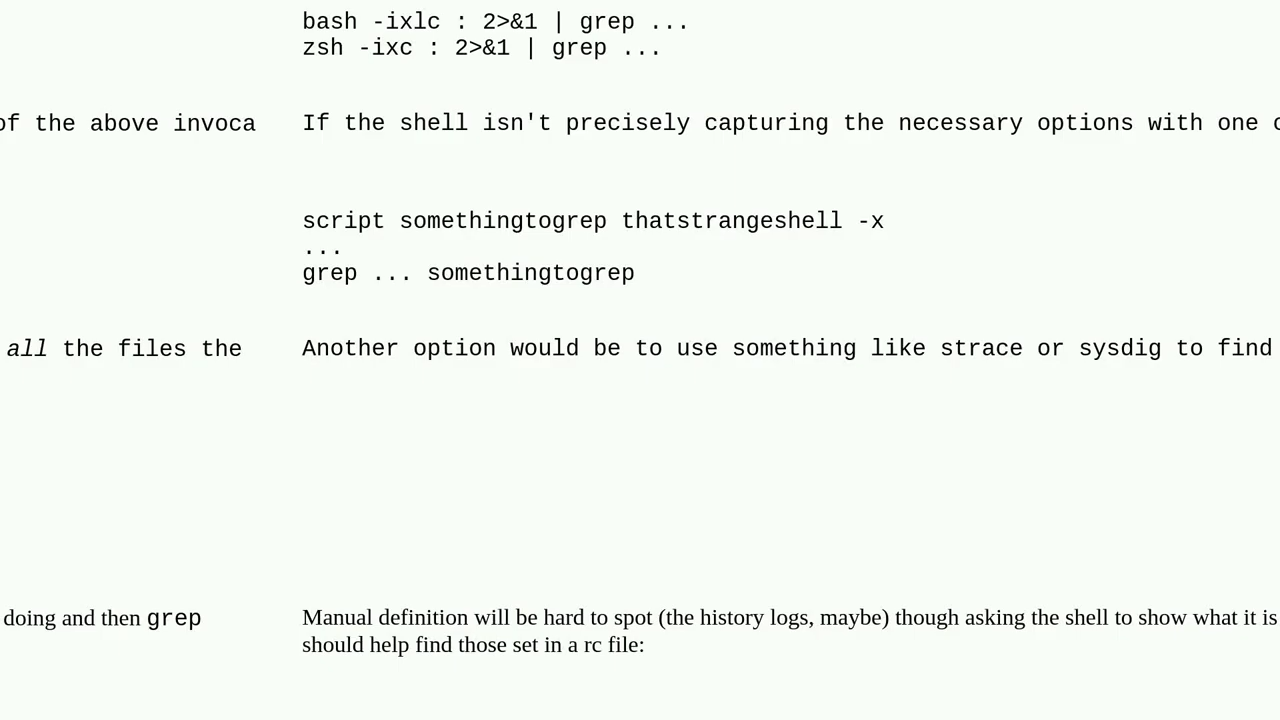 bash -ixlc : 2>&1 | grep ...
zsh -ixc : 2>&1 | grep ...
of the above invoca
If the shell isn't precisely capturing the necessary options with one o
script somethingtogrep thatstrangeshell -x
...
grep ... somethingtogrep
all the files the
Another option would be to use something like strace or sysdig to find
doing and then grep
Manual definition will be hard to spot (the history logs, maybe) though asking the shell to show what it is
should help find those set in a rc file: